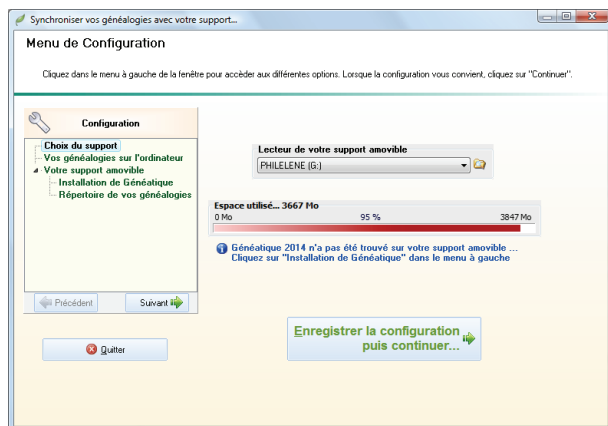 Synchroniser vos généalogies avec votre support...
Menu de Configuration
Cliquez dans le menu à gauche de la fenêtre pour accèder aux différentes options. Lorsque la configuration vous convient, cliquez sur "Continuer".
Configuration
Choix du support
Vos généalogies sur l'ordinateur
Votre support amovible
Installation de Généatique
Répertoire de vos généalogies
Précédent
Suivant
Quitter
Lecteur de votre support amovible
PHILELENE (G:)
Espace utilisé... 3667 Mo
0 Mo 95 % 3847 Mo
Généatique 2014 n'a pas été trouvé sur votre support amovible ...
Cliquez sur "Installation de Généatique" dans le menu à gauche
Enregistrer la configuration
puis continuer...